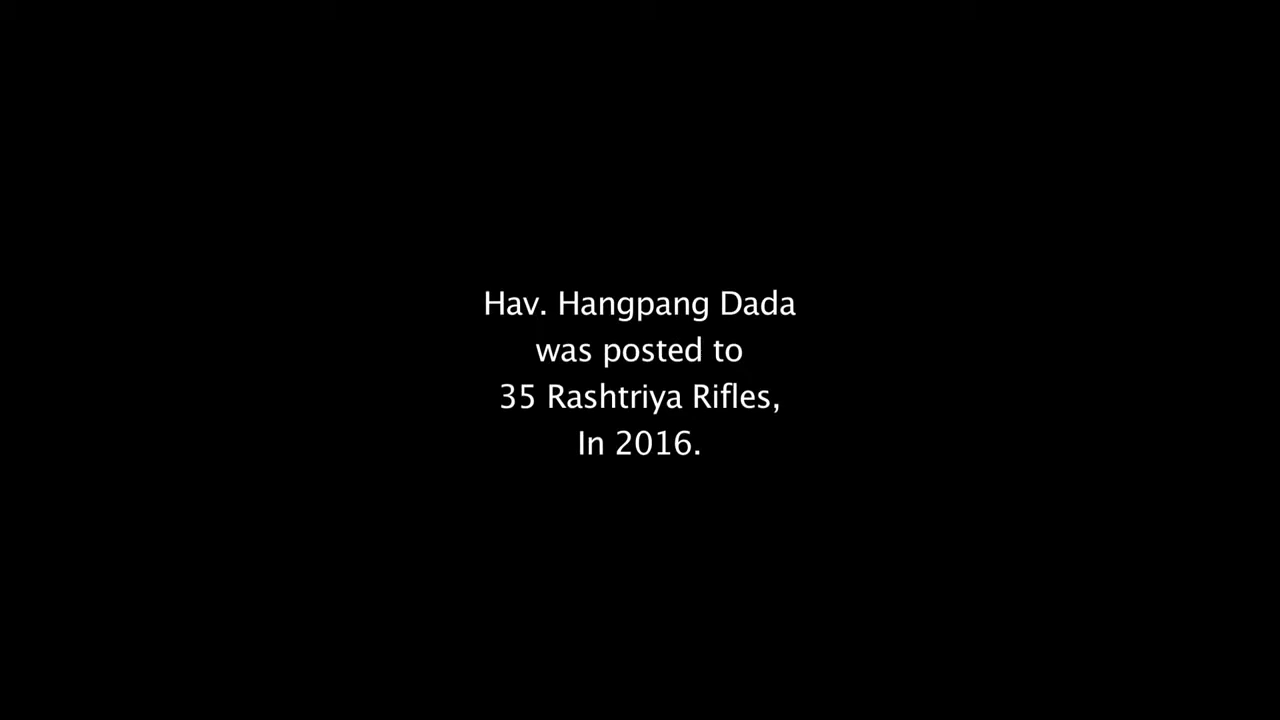 Hav. Hangpang Dada
was posted to
35 Rashtriya Rifles,
In 2016.